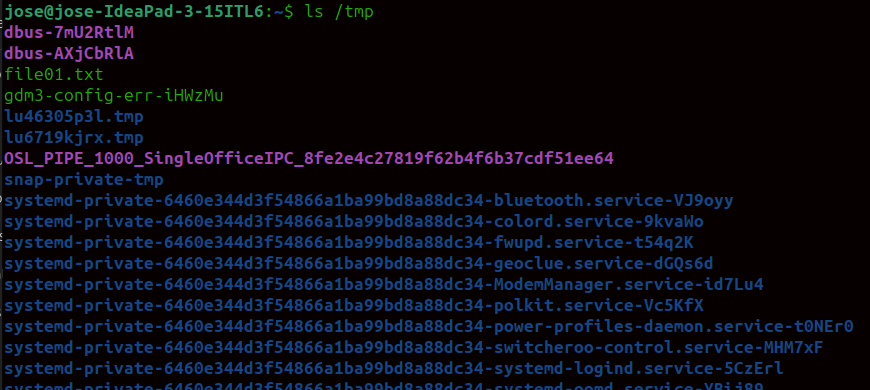 jose@jose-IdeaPad-3-15ITL6:~$ ls /tmp
dbus-7mU2RtlM
dbus-AXjCbRlA
file01.txt
gdm3-config-err-iHWzMu
lu46305p3l.tmp
lu6719kjrx.tmp
OSL_PIPE_1000_SingleOfficeIPC_8fe2e4c27819f62b4f6b37cdf51ee64
snap-private-tmp
systemd-private-6460e344d3f54866a1ba99bd8a88dc34-bluetooth.service-VJ9oyy
systemd-private-6460e344d3f54866a1ba99bd8a88dc34-colord.service-9kvaWo
systemd-private-6460e344d3f54866a1ba99bd8a88dc34-fwupd.service-t54q2K
systemd-private-6460e344d3f54866a1ba99bd8a88dc34-geoclue.service-dGQs6d
systemd-private-6460e344d3f54866a1ba99bd8a88dc34-ModemManager.service-id7Lu4
systemd-private-6460e344d3f54866a1ba99bd8a88dc34-polkit.service-Vc5KfX
systemd-private-6460e344d3f54866a1ba99bd8a88dc34-power-profiles-daemon.service-t0NEr0
systemd-private-6460e344d3f54866a1ba99bd8a88dc34-switcheroo-control.service-MHM7xF
systemd-private-6460e344d3f54866a1ba99bd8a88dc34-systemd-logind.service-5CzErl